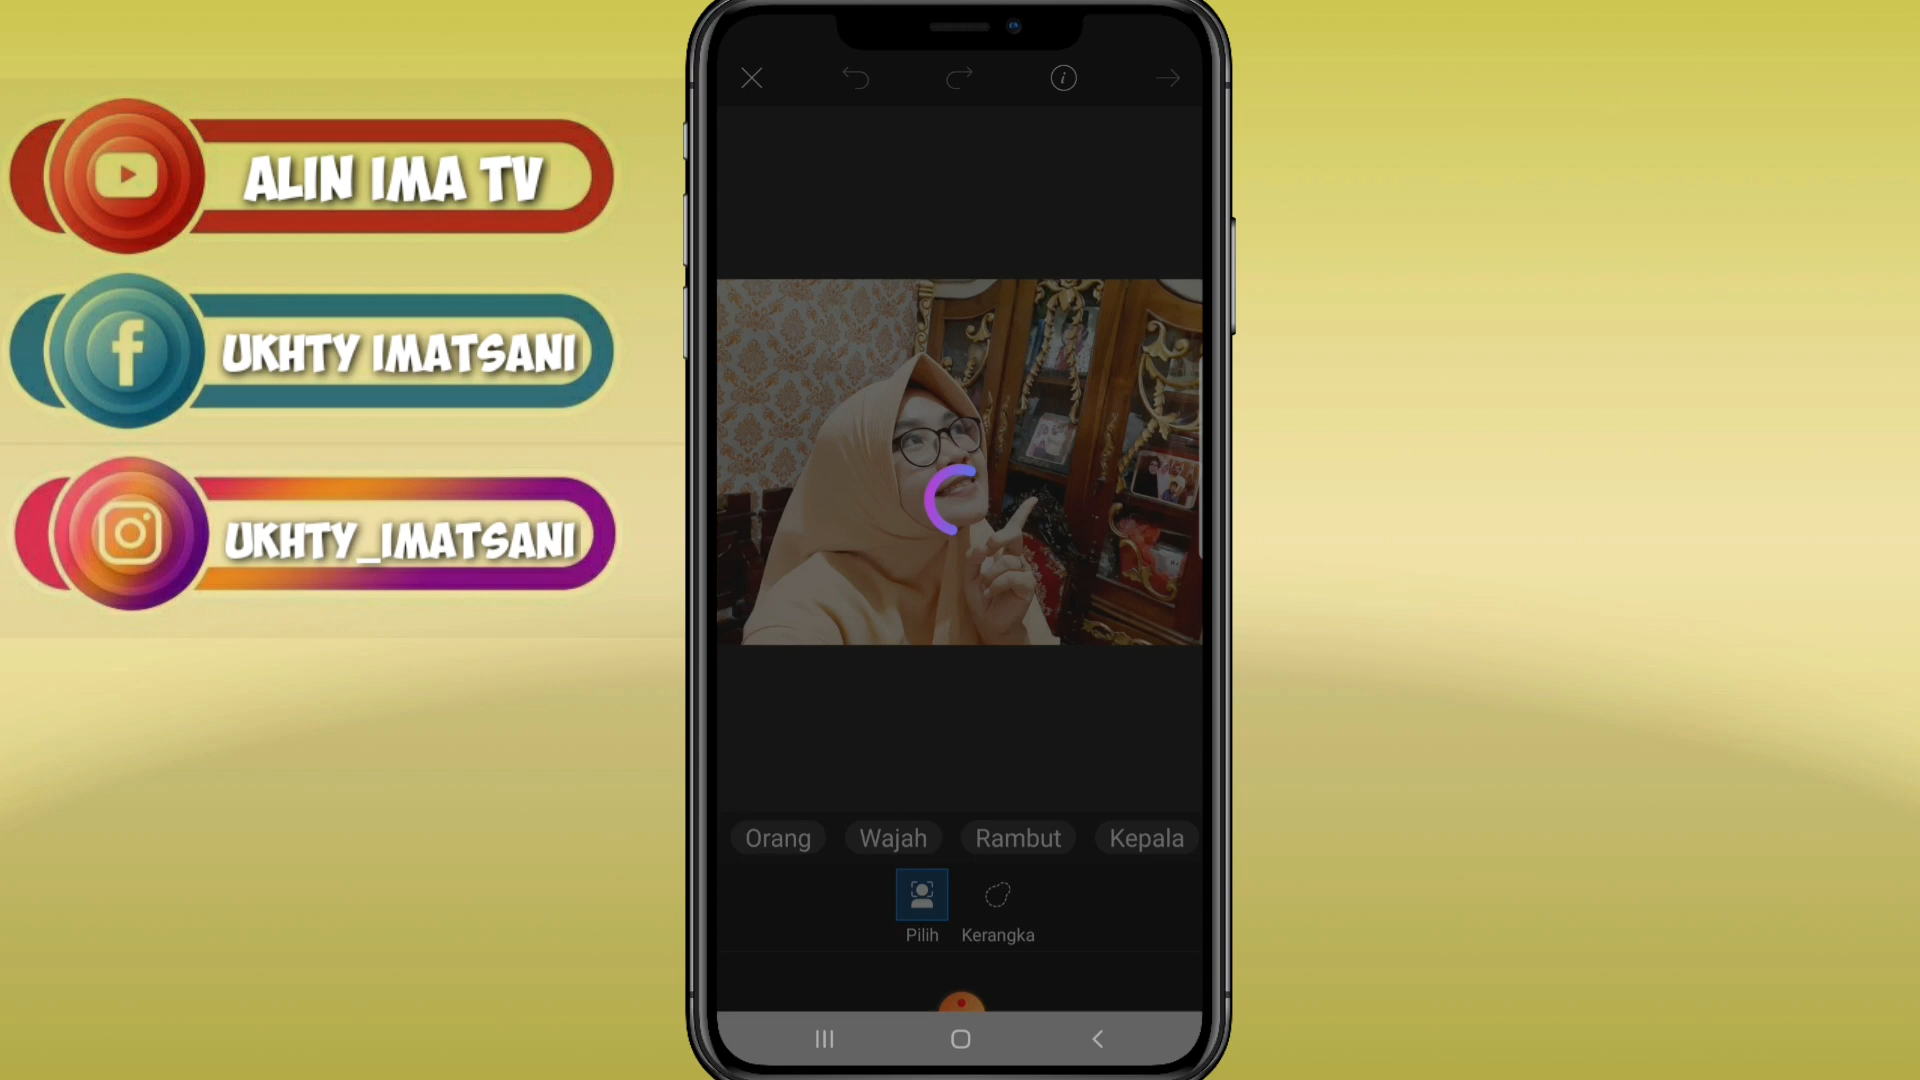 ALIN IMA TV
UKHTY IMATSANI
UKHTY_IMATSANI
Orang Wajah Rambut Kepala
Pilih Kerangka